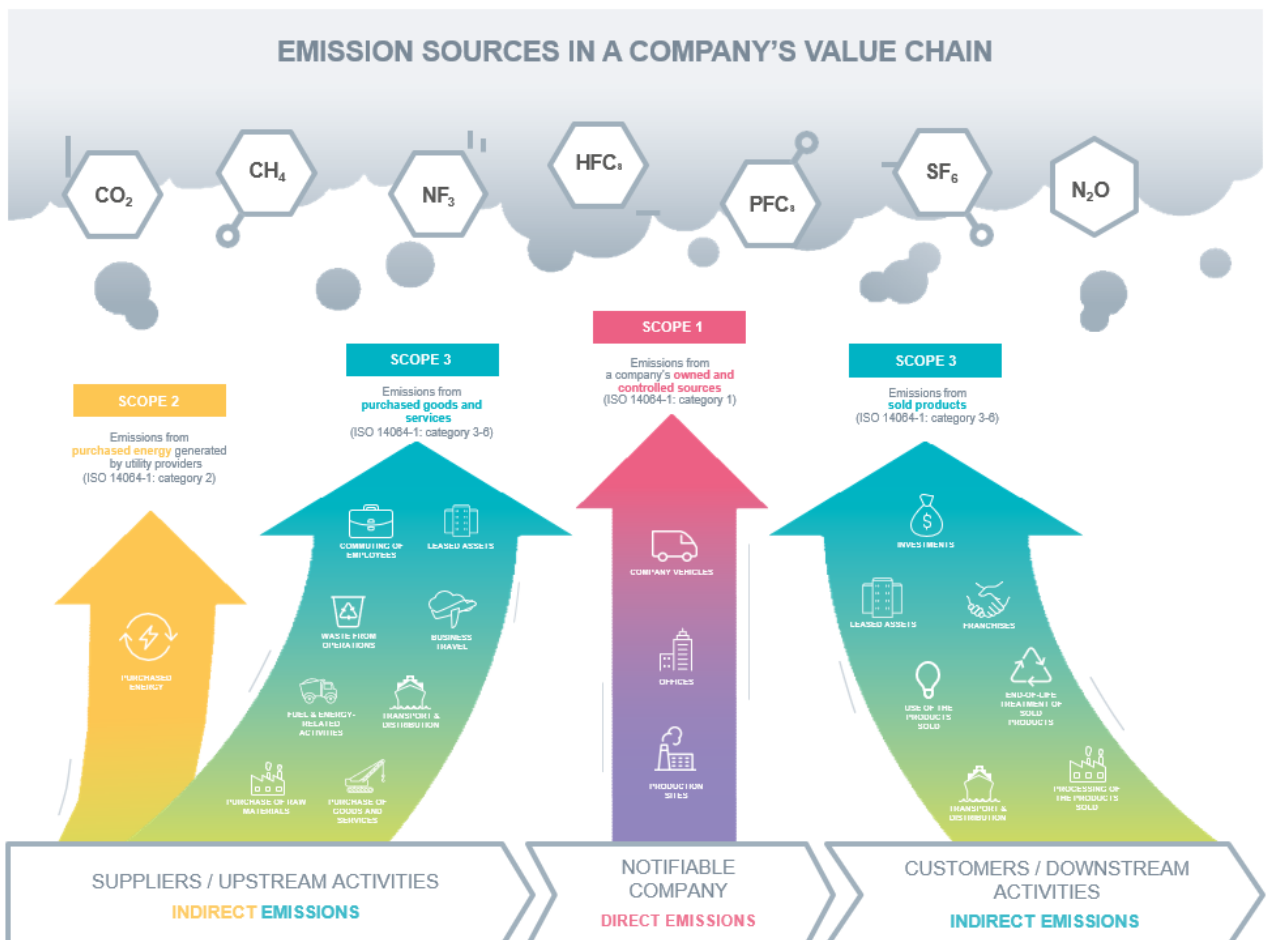 EMISSION SOURCES IN A COMPANY'S VALUE CHAIN
CO₂
CH₄
NF₃
HFCₛ
PFCₛ
SF₆
N₂O
SCOPE 2
Emissions from
purchased energy generated
by utility providers
(ISO 14064-1: category 2)
PURCHASED
ENERGY
SCOPE 3
Emissions from
purchased goods and
services
(ISO 14064-1: category 3-6)
COMMUTING OF
EMPLOYEES
LEASED ASSETS
WASTE FROM
OPERATIONS
BUSINESS
TRAVEL
FUEL & ENERGY-
RELATED
ACTIVITIES
TRANSPORT &
DISTRIBUTION
PURCHASE OF RAW
MATERIALS
PURCHASE OF
GOODS AND
SERVICES
SCOPE 1
Emissions from
a company's owned and
controlled sources
(ISO 14064-1: category 1)
COMPANY VEHICLES
OFFICES
PRODUCTION
SITES
SCOPE 3
Emissions from
sold products
(ISO 14064-1: category 3-6)
$
INVESTMENTS
LEASED ASSETS
FRANCHISES
USE OF THE
PRODUCTS
SOLD
END-OF-LIFE
TREATMENT OF
SOLD
PRODUCTS
TRANSPORT &
DISTRIBUTION
PROCESSING OF
THE PRODUCTS
SOLD
SUPPLIERS / UPSTREAM ACTIVITIES
INDIRECT EMISSIONS
NOTIFIABLE
COMPANY
DIRECT EMISSIONS
CUSTOMERS / DOWNSTREAM
ACTIVITIES
INDIRECT EMISSIONS